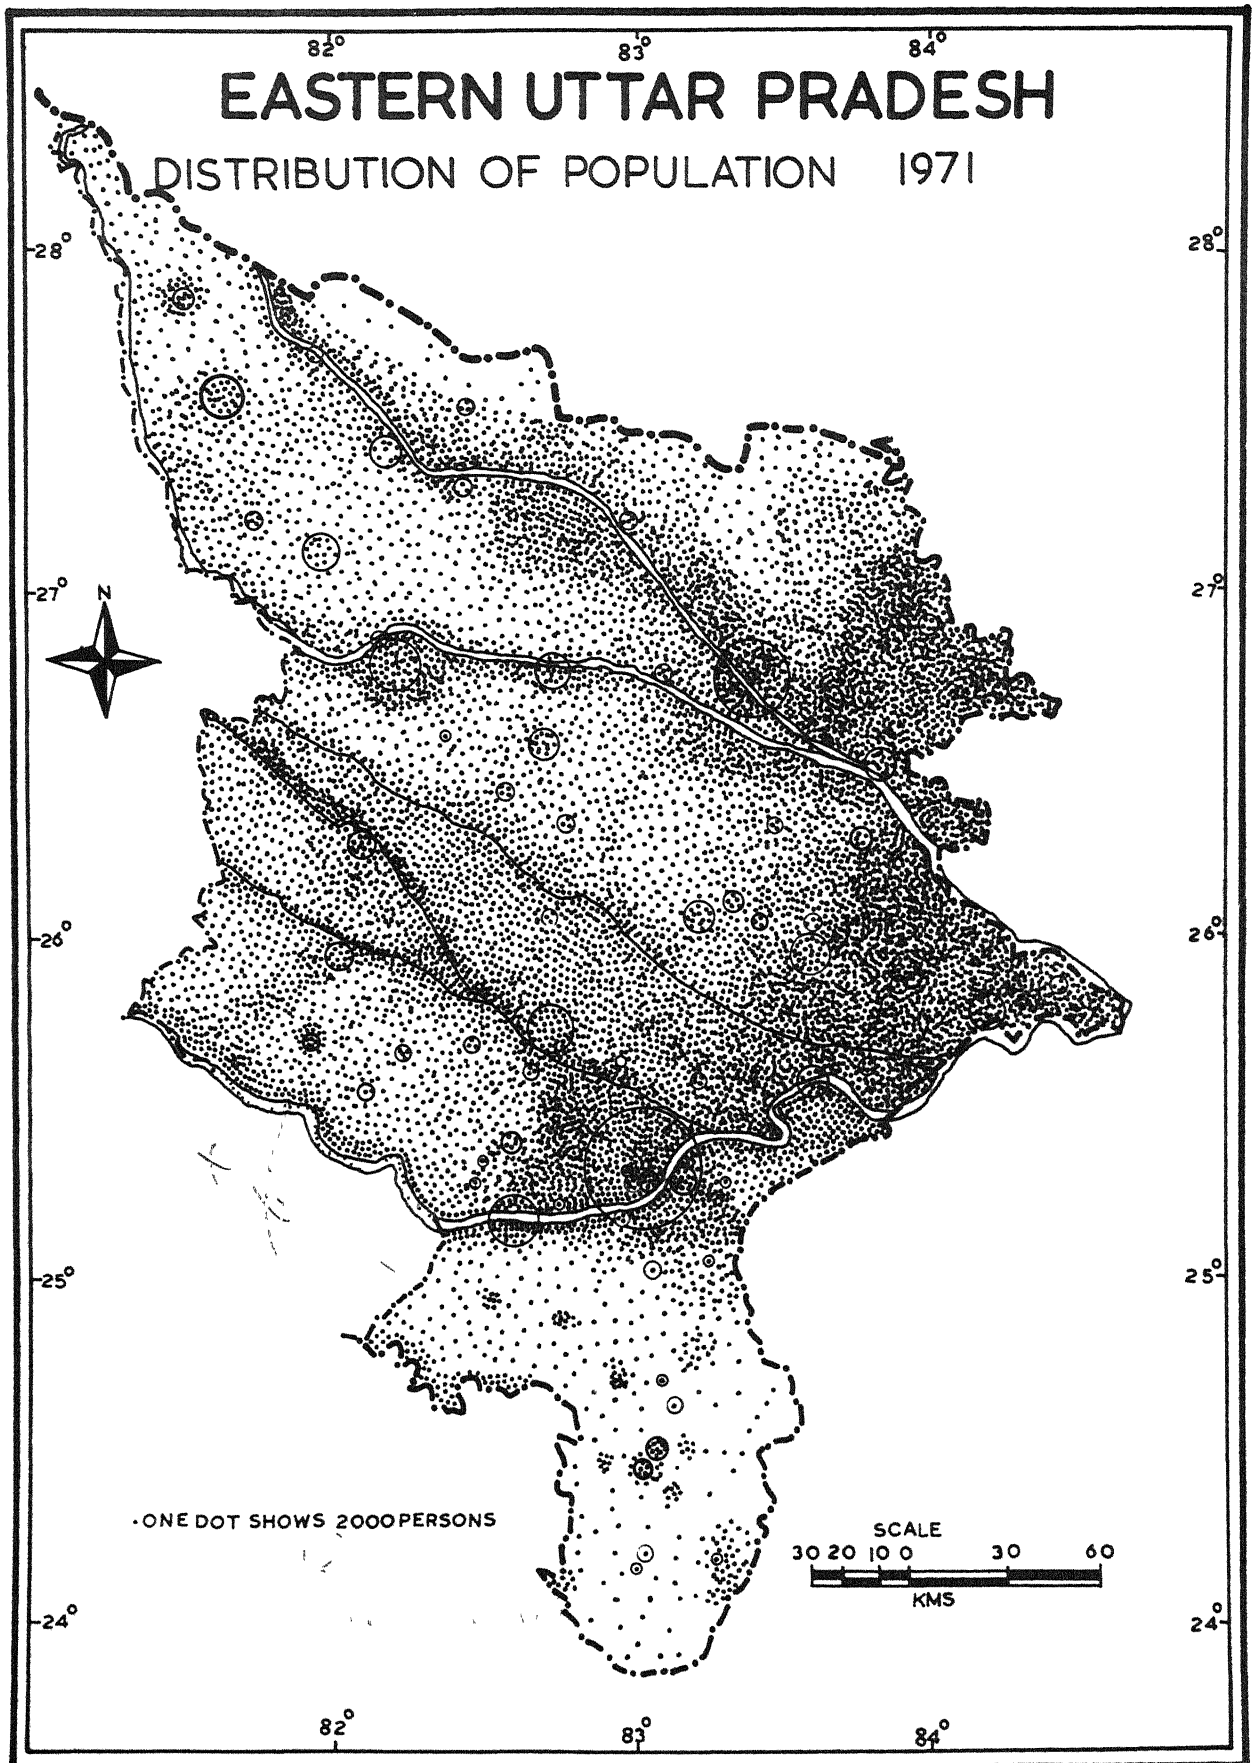 82° 83° 84°
EASTERN UTTAR PRADESH
DISTRIBUTION OF POPULATION 1971
28° 28°
27° 27°
N
26° 26°
25° 25°
.ONE DOT SHOWS 2000 PERSONS
SCALE
30 20 10 0 30 60
KMS
24° 24°
82° 83° 84°